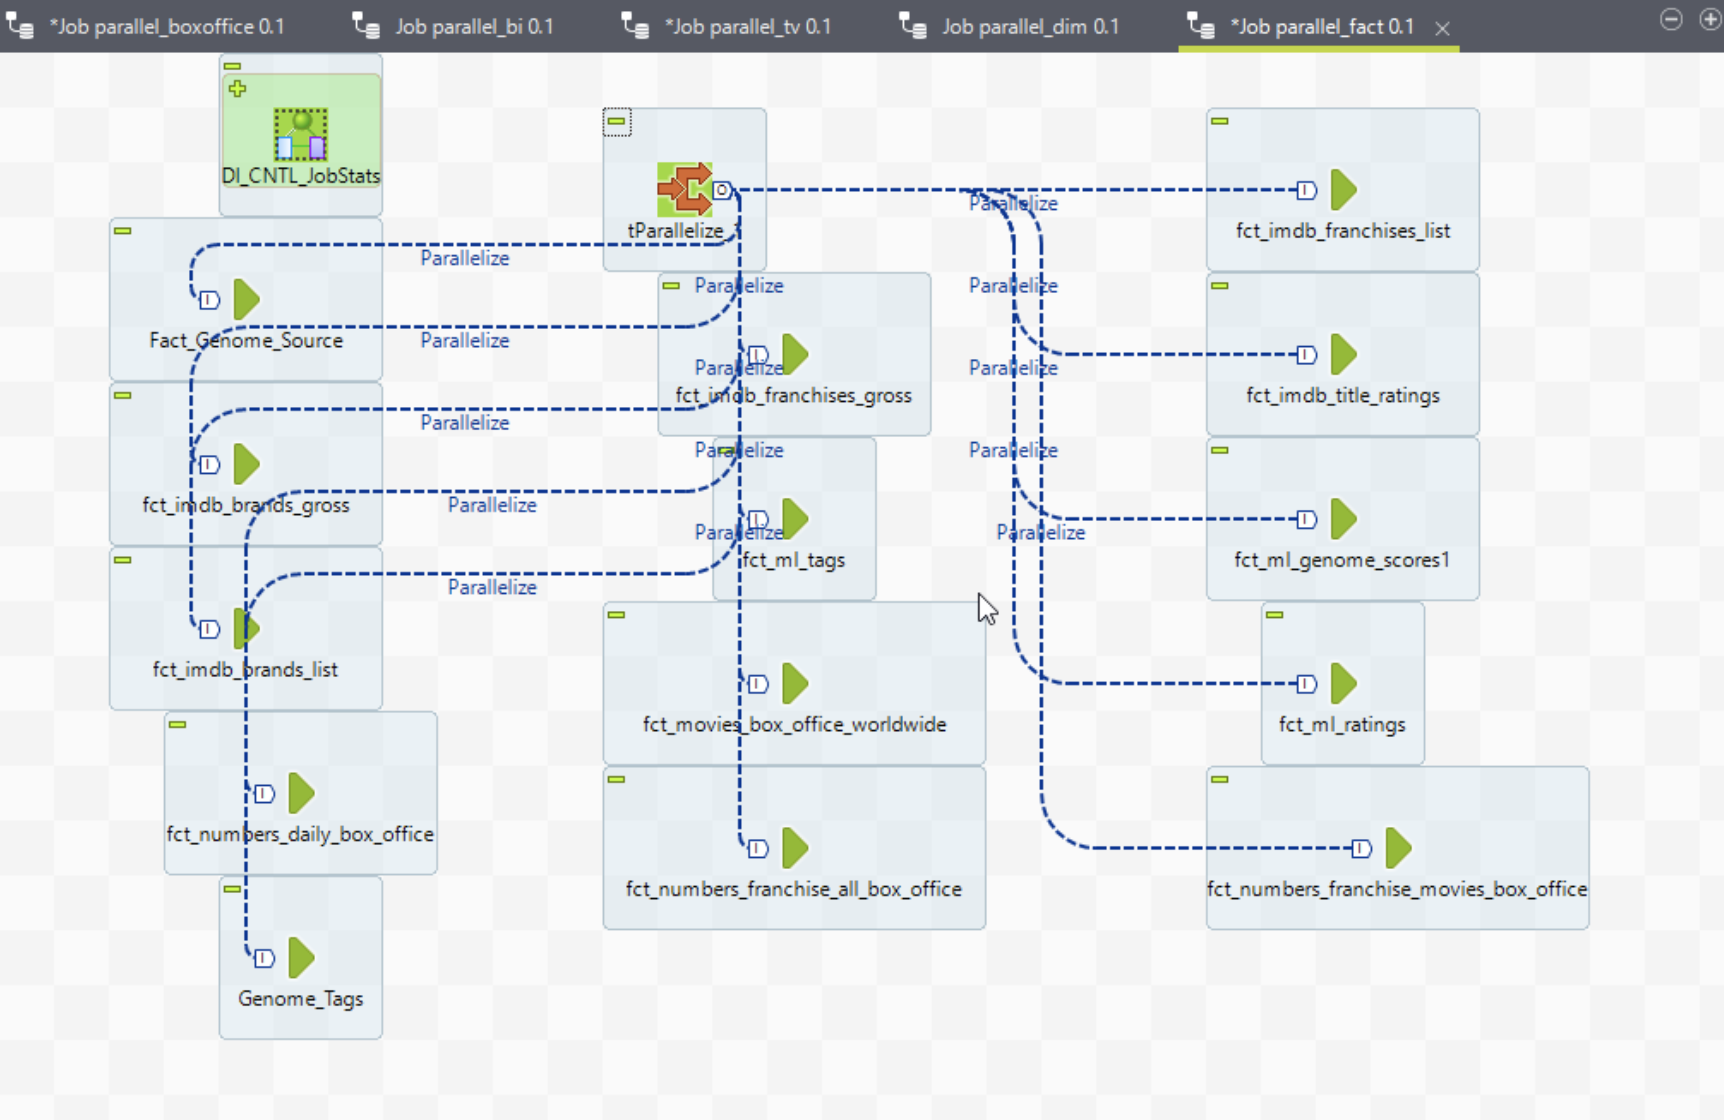 *Job parallel_boxoffice 0.1
Job parallel_bi 0.1
*Job parallel_tv 0.1
Job parallel_dim 0.1
*Job parallel_fact 0.1
DI_CNTL_JobStats
Parallelize
tParallelize_
fct_imdb_franchises_list
Parallelize
Parallelize
Parallelize
Fact_Genome_Source
Parallelize
Parallelize
Parallelize
fct_imdb_franchises_gross
fct_imdb_title_ratings
Parallelize
Parallelize
Parallelize
fct_imdb_brands_gross
Parallelize
Parallelize
Parallelize
fct_ml_tags
fct_ml_genome_scores1
Parallelize
fct_imdb_brands_list
fct_movies_box_office_worldwide
fct_ml_ratings
fct_numbers_daily_box_office
fct_numbers_franchise_all_box_office
fct_numbers_franchise_movies_box_office
Genome_Tags